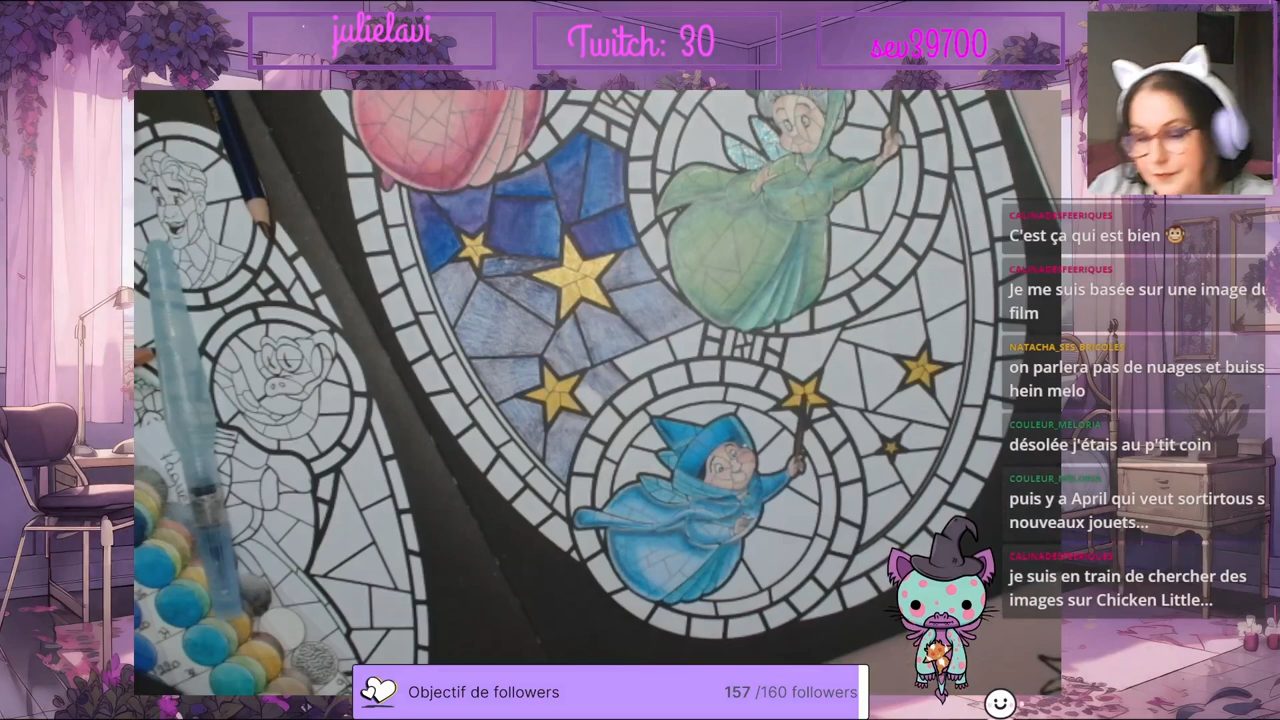 julielavi
Twitch: 30
sev39700
CALINADESFEERIQUES
C'est ça qui est bien
CALINADESFEERIQUES
Je me suis basée sur une image du
film
NATACHA_SES_BRICOLES
on parlera pas de nuages et buiss
hein melo
COULEUR_MELORIA
désolée j'étais au p'tit coin
COULEUR_MELORIA
puis y a April qui veut sortirtous s
nouveaux jouets...
CALINADESFEERIQUES
je suis en train de chercher des
images sur Chicken Little...
Objectif de followers
157 /160 followers